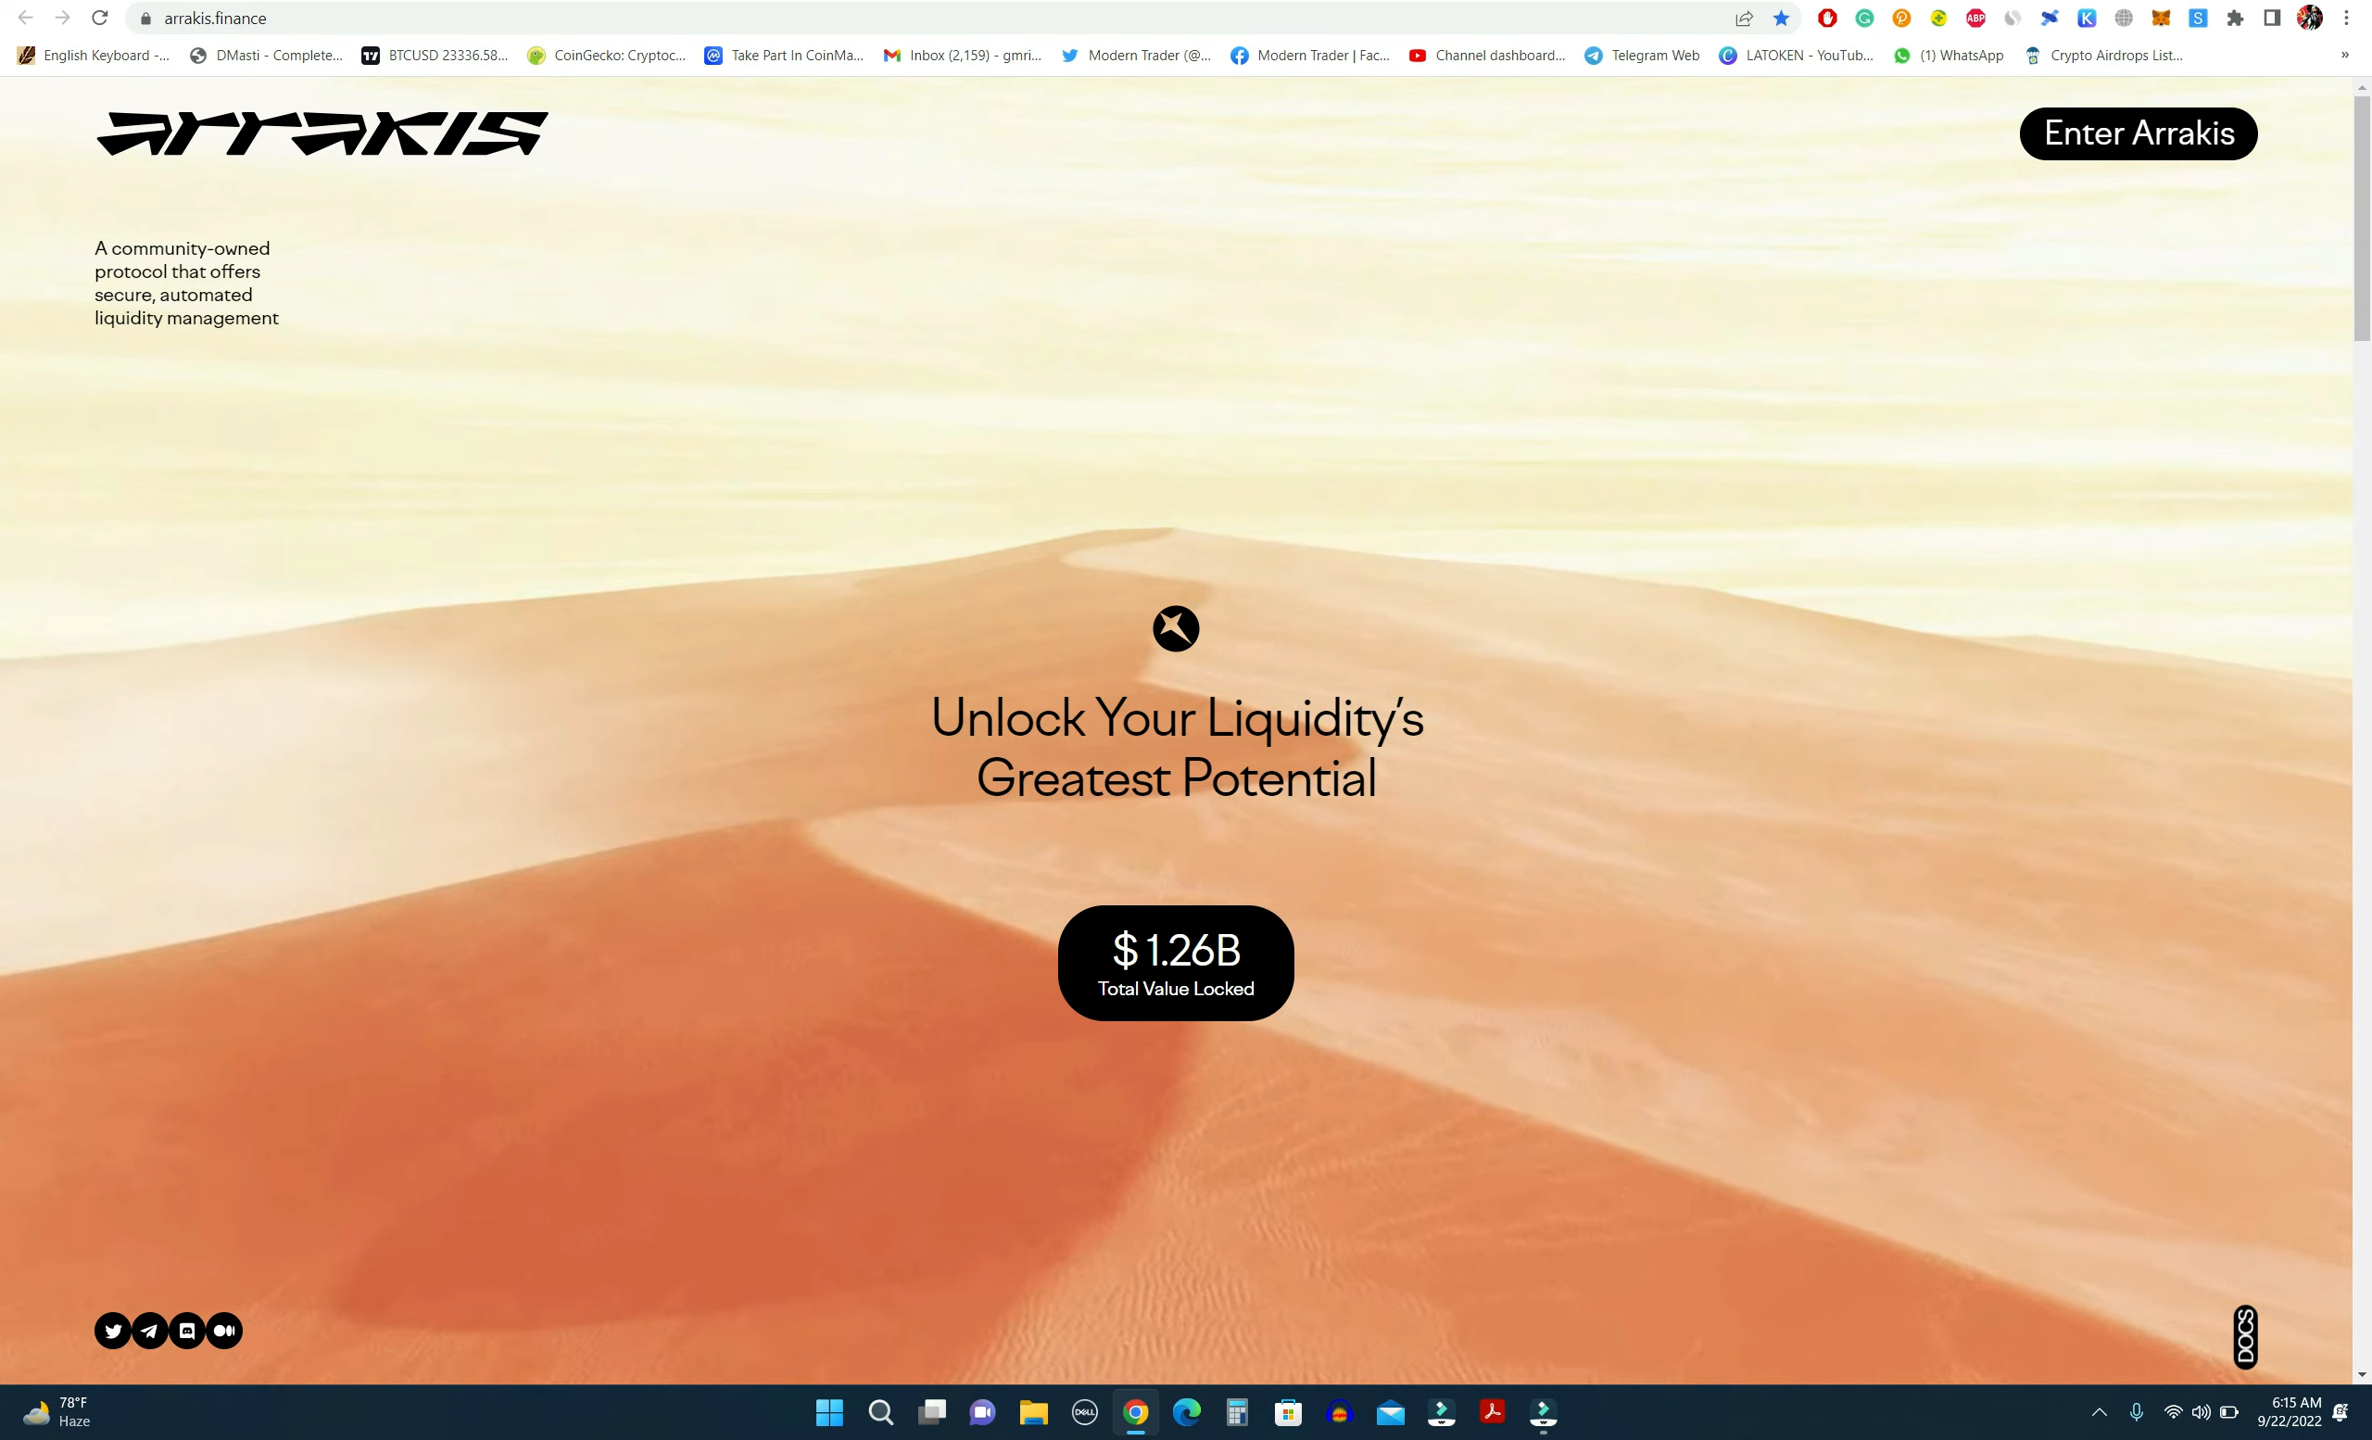 arrakis.finance
English Keyboard -...
DMasti - Complete...
BTCUSD 23336.58...
CoinGecko: Cryptoc...
Take Part In CoinMa...
Inbox (2,159) - gmri...
Modern Trader (@...
Modern Trader | Fac...
Channel dashboard...
Telegram Web
LATOKEN - YouTub...
(1) WhatsApp
Crypto Airdrops List...
»
arrakis
Enter Arrakis
A community-owned
protocol that offers
secure, automated
liquidity management
Unlock Your Liquidity's
Greatest Potential
$ 1.26B
Total Value Locked
DOCS
78°F
Haze
DELL
6:15 AM
9/22/2022